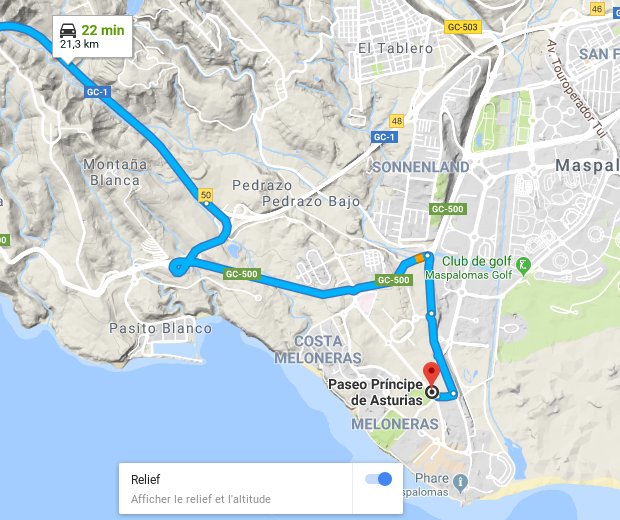 46
GC-503
22 min
21,3 km
El Tablero
SAN F
Av. Touroperador Tui
GC-1
48
GC-1
Montaña
Blanca
SONNENLAND
Maspal
Pedrazo
50
Pedrazo Bajo
GC-500
Club de golf
Maspalomas Golf
GC-500
GC-500
Pasito Blanco
COSTA
MELONERAS
Paseo Príncipe
de Asturias
MELONERAS
Phare
spalomas
Relief
Afficher le relief et l'altitude